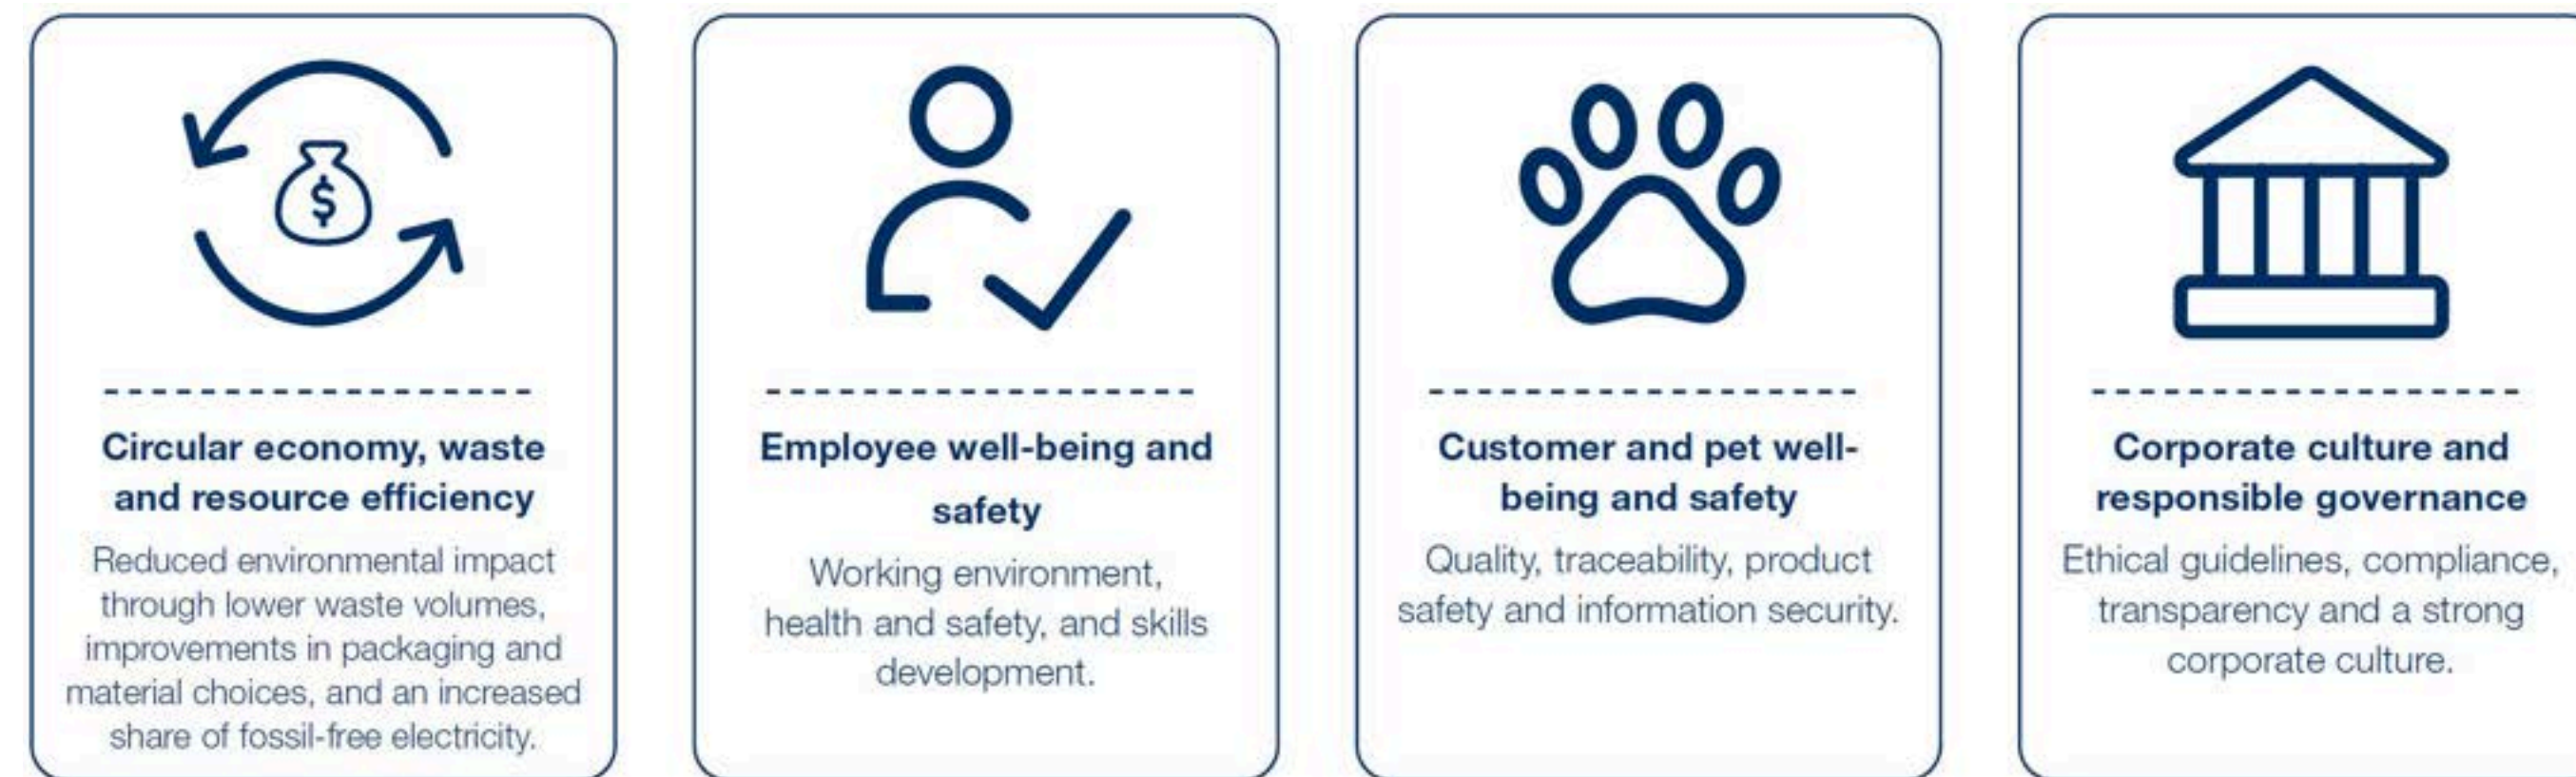 $
Circular economy, waste
and resource efficiency
Reduced environmental impact
through lower waste volumes,
improvements in packaging and
material choices, and an increased
share of fossil-free electricity.
Employee well-being and
safety
Working environment,
health and safety, and skills
development.
Customer and pet well-
being and safety
Quality, traceability, product
safety and information security.
Corporate culture and
responsible governance
Ethical guidelines, compliance,
transparency and a strong
corporate culture.